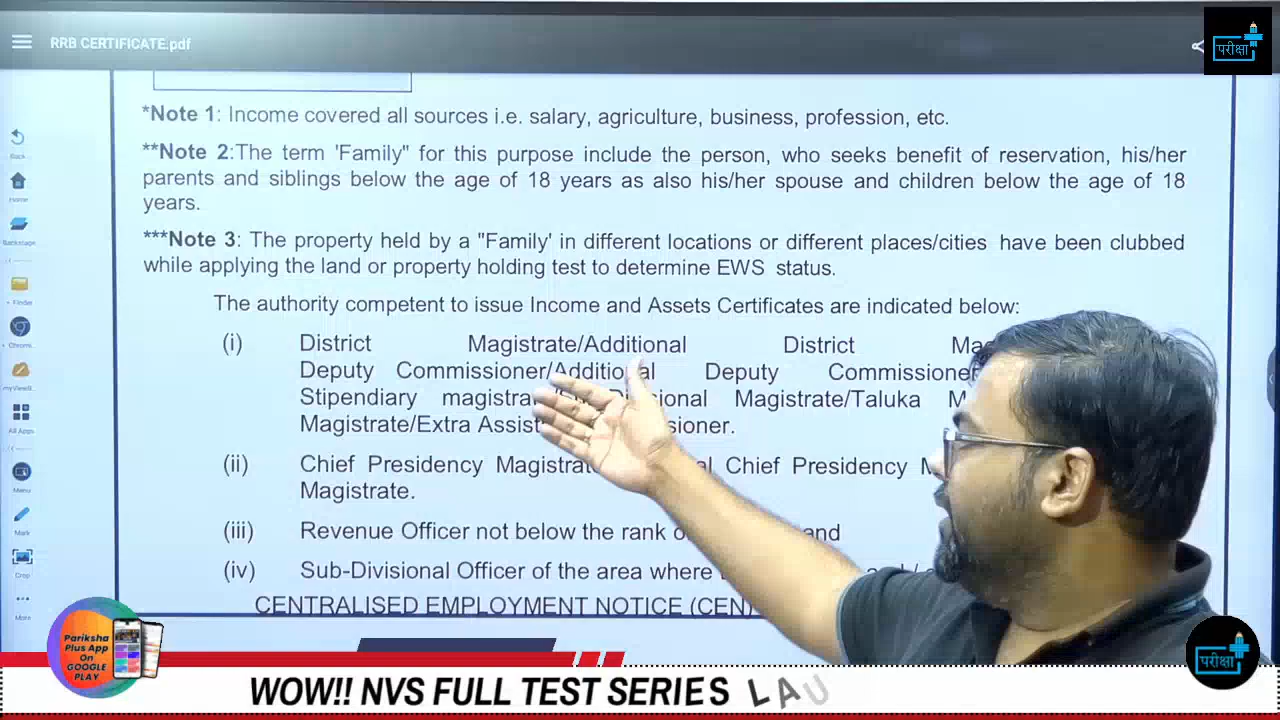 RRB CERTIFICATE.pdf
परीक्षा
*Note 1: Income covered all sources i.e. salary, agriculture, business, profession, etc.
**Note 2:The term 'Family" for this purpose include the person, who seeks benefit of reservation, his/her
parents and siblings below the age of 18 years as also his/her spouse and children below the age of 18
years.
***Note 3: The property held by a "Family' in different locations or different places/cities have been clubbed
while applying the land or property holding test to determine EWS status.
The authority competent to issue Income and Assets Certificates are indicated below:
(i) District Magistrate/Additional District
Deputy Commissioner/Additional Deputy Commissioner
Stipendiary Magistrate/Taluka
Magistrate/Extra
(ii) Chief Presidency Chief Presidency
Magistrate.
(iii) Revenue Officer not below the rank and
(iv) Sub-Divisional Officer of the area where
CENTRALISED EMPLOYMENT NOTICE (CEN)
Back
Home
Backstage
Finder
All Apps
Menu
Mark
Crop
More
Pariksha
Plus App
On
GOOGLE
PLAY
WOW!! NVS FULL TEST SERIES LAU
परीक्षा